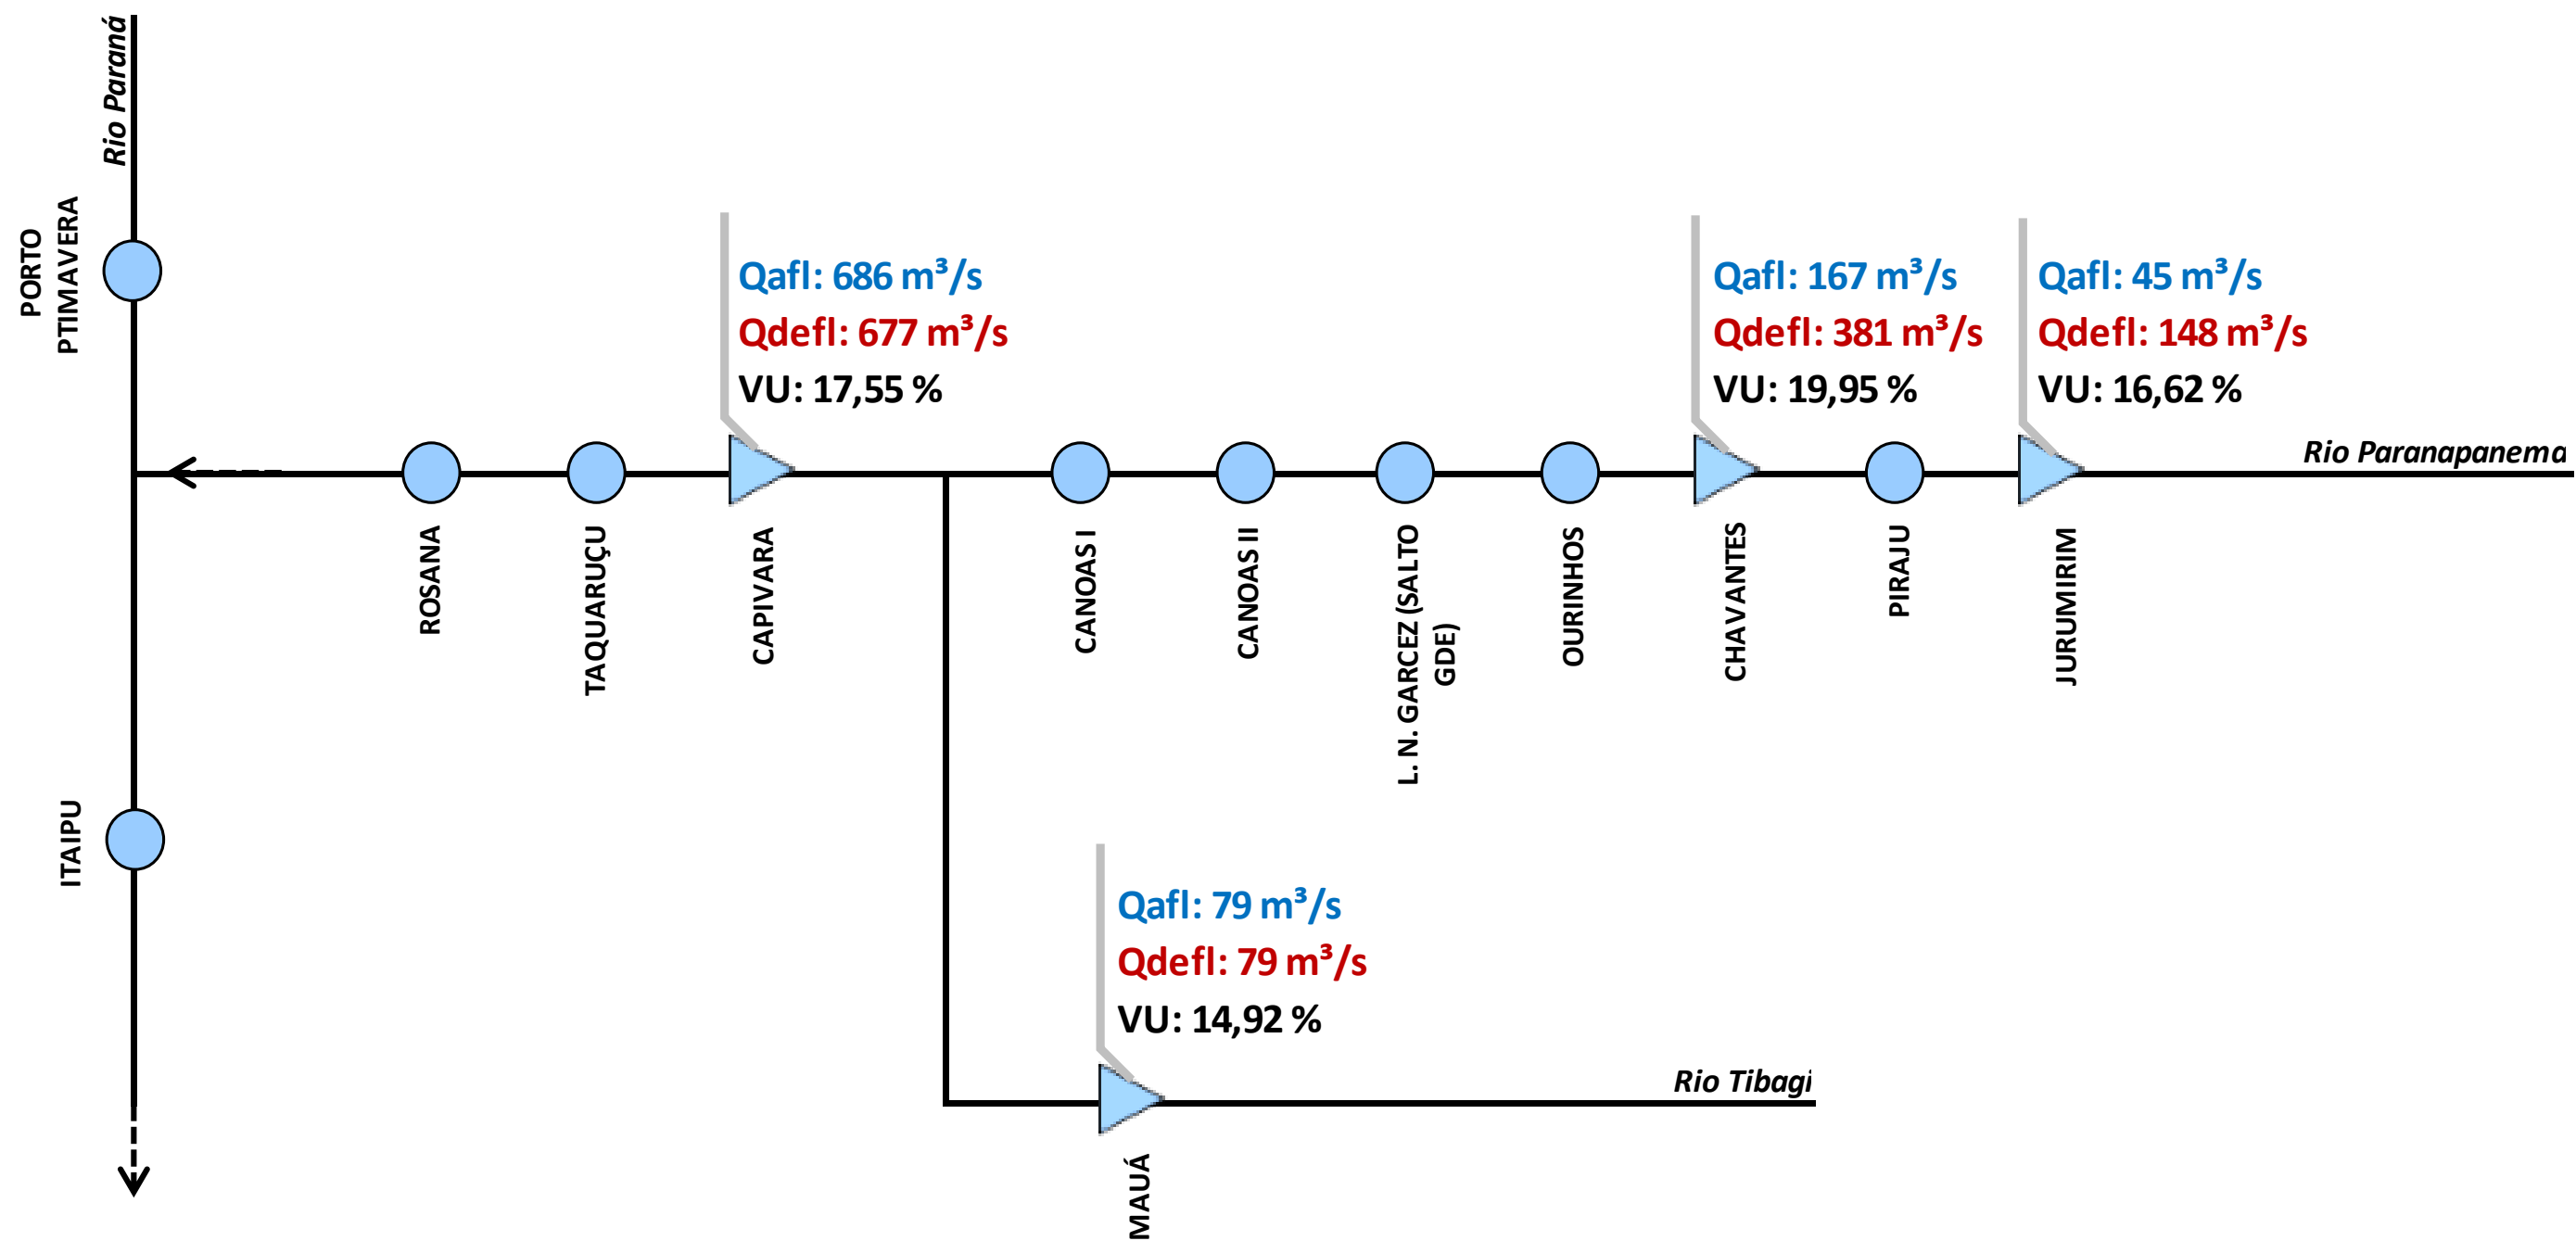 Rio Paraná
PORTO
PTIMAVERA
Qafl: 686 m³/s
Qdefl: 677 m³/s
VU: 17,55 %
Qafl: 167 m³/s
Qdefl: 381 m³/s
VU: 19,95 %
Qafl: 45 m³/s
Qdefl: 148 m³/s
VU: 16,62 %
Rio Paranapanema
ROSANA
TAQUARUÇU
CAPIVARA
CANOAS I
CANOAS II
L. N. GARCEZ (SALTO
GDE)
OURINHOS
CHAVANTES
PIRAJU
JURUMIRIM
ITAIPU
Qafl: 79 m³/s
Qdefl: 79 m³/s
VU: 14,92 %
Rio Tibagi
MAUÁ